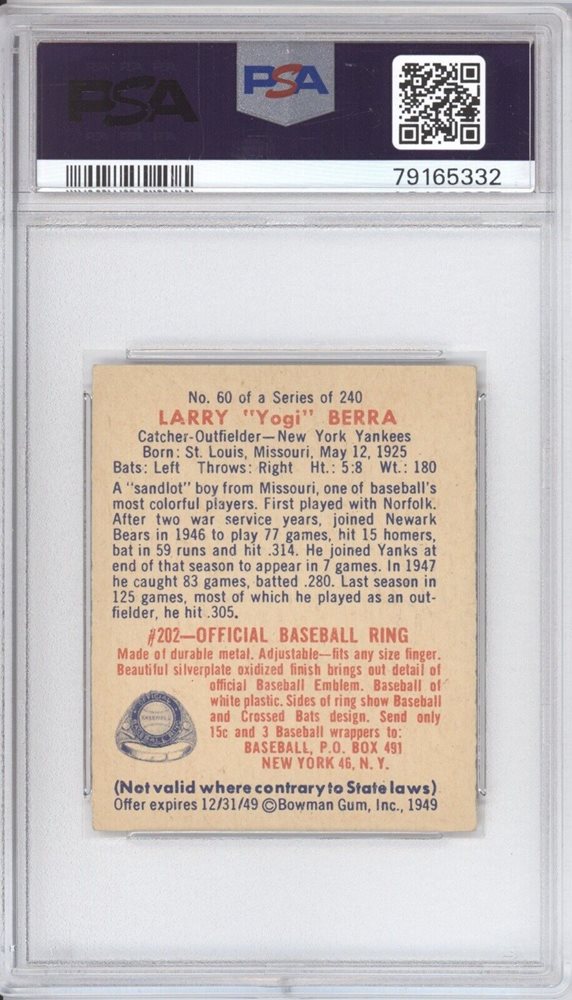 PSA
PSA
79165332
No. 60 of a Series of 240
LARRY "Yogi" BERRA
Catcher-Outfielder—New York Yankees
Born: St. Louis, Missouri, May 12, 1925
Bats: Left Throws: Right Ht.: 5:8 Wt.: 180
A "sandlot" boy from Missouri, one of baseball's
most colorful players. First played with Norfolk.
After two war service years, joined Newark
Bears in 1946 to play 77 games, hit 15 homers,
bat in 59 runs and hit .314. He joined Yanks at
end of that season to appear in 7 games. In 1947
he caught 83 games, batted .280. Last season in
125 games, most of which he played as an out-
fielder, he hit .305.
#202—OFFICIAL BASEBALL RING
Made of durable metal. Adjustable—fits any size finger.
Beautiful silverplate oxidized finish brings out detail of
official Baseball Emblem. Baseball of
white plastic. Sides of ring show Baseball
and Crossed Bats design. Send only
15c and 3 Baseball wrappers to:
BASEBALL, P.O. BOX 491
NEW YORK 46, N. Y.
(Not valid where contrary to State laws)
Offer expires 12/31/49 ©Bowman Gum, Inc., 1949